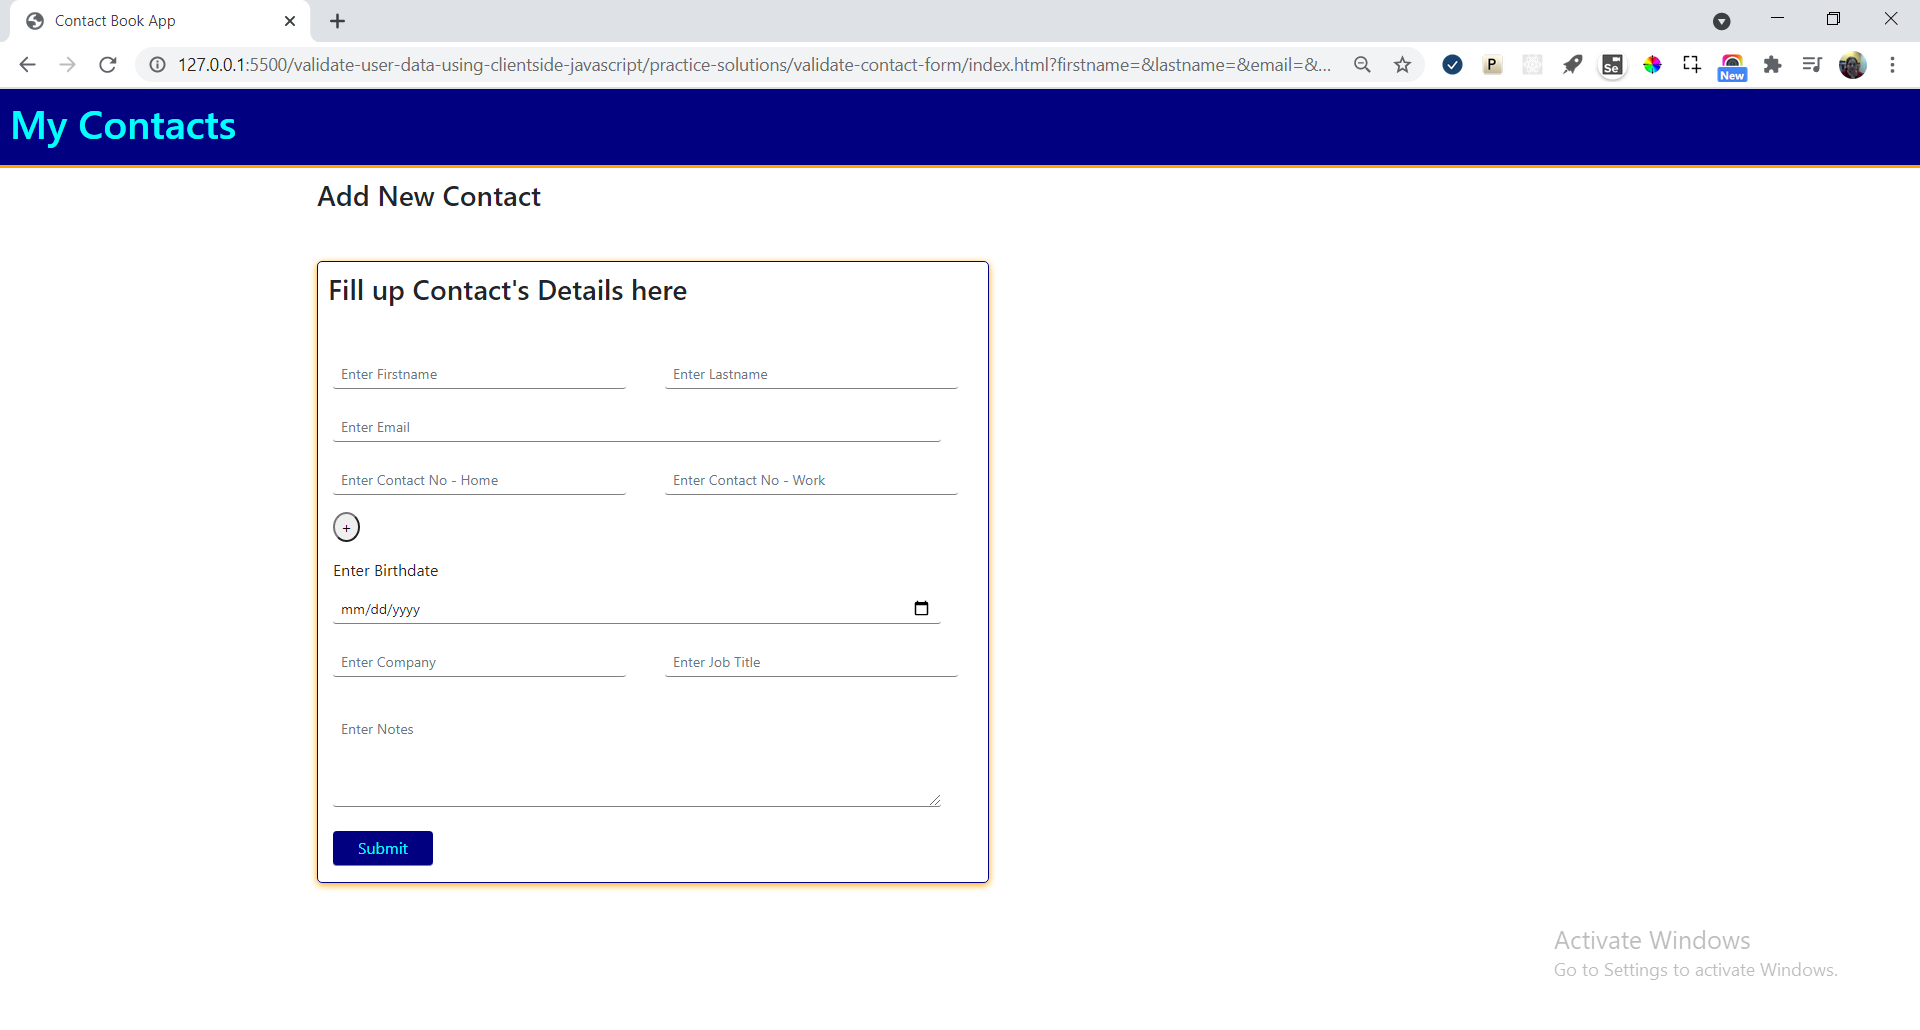 Contact Book App
127.0.0.1:5500/validate-user-data-using-clientside-javascript/practice-solutions/validate-contact-form/index.html?firstname=&lastname=&email=&...
P
Se
New
My Contacts
Add New Contact
Fill up Contact's Details here
Enter Firstname
Enter Lastname
Enter Email
Enter Contact No - Home
Enter Contact No - Work
+
Enter Birthdate
mm/dd/yyyy
Enter Company
Enter Job Title
Enter Notes
Submit
Activate Windows
Go to Settings to activate Windows.